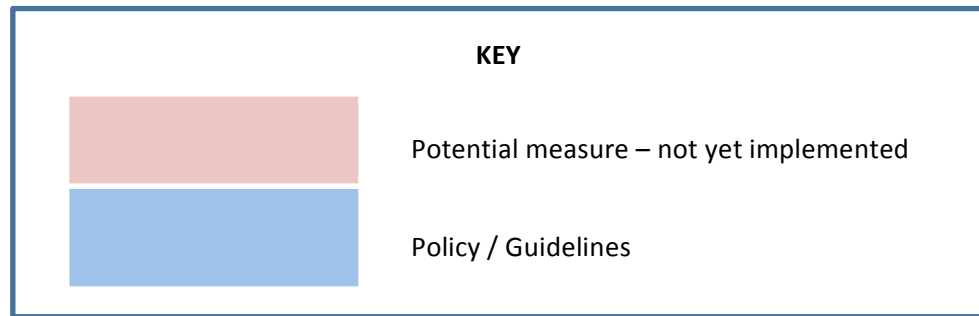 KEY
Potential measure – not yet implemented
Policy / Guidelines